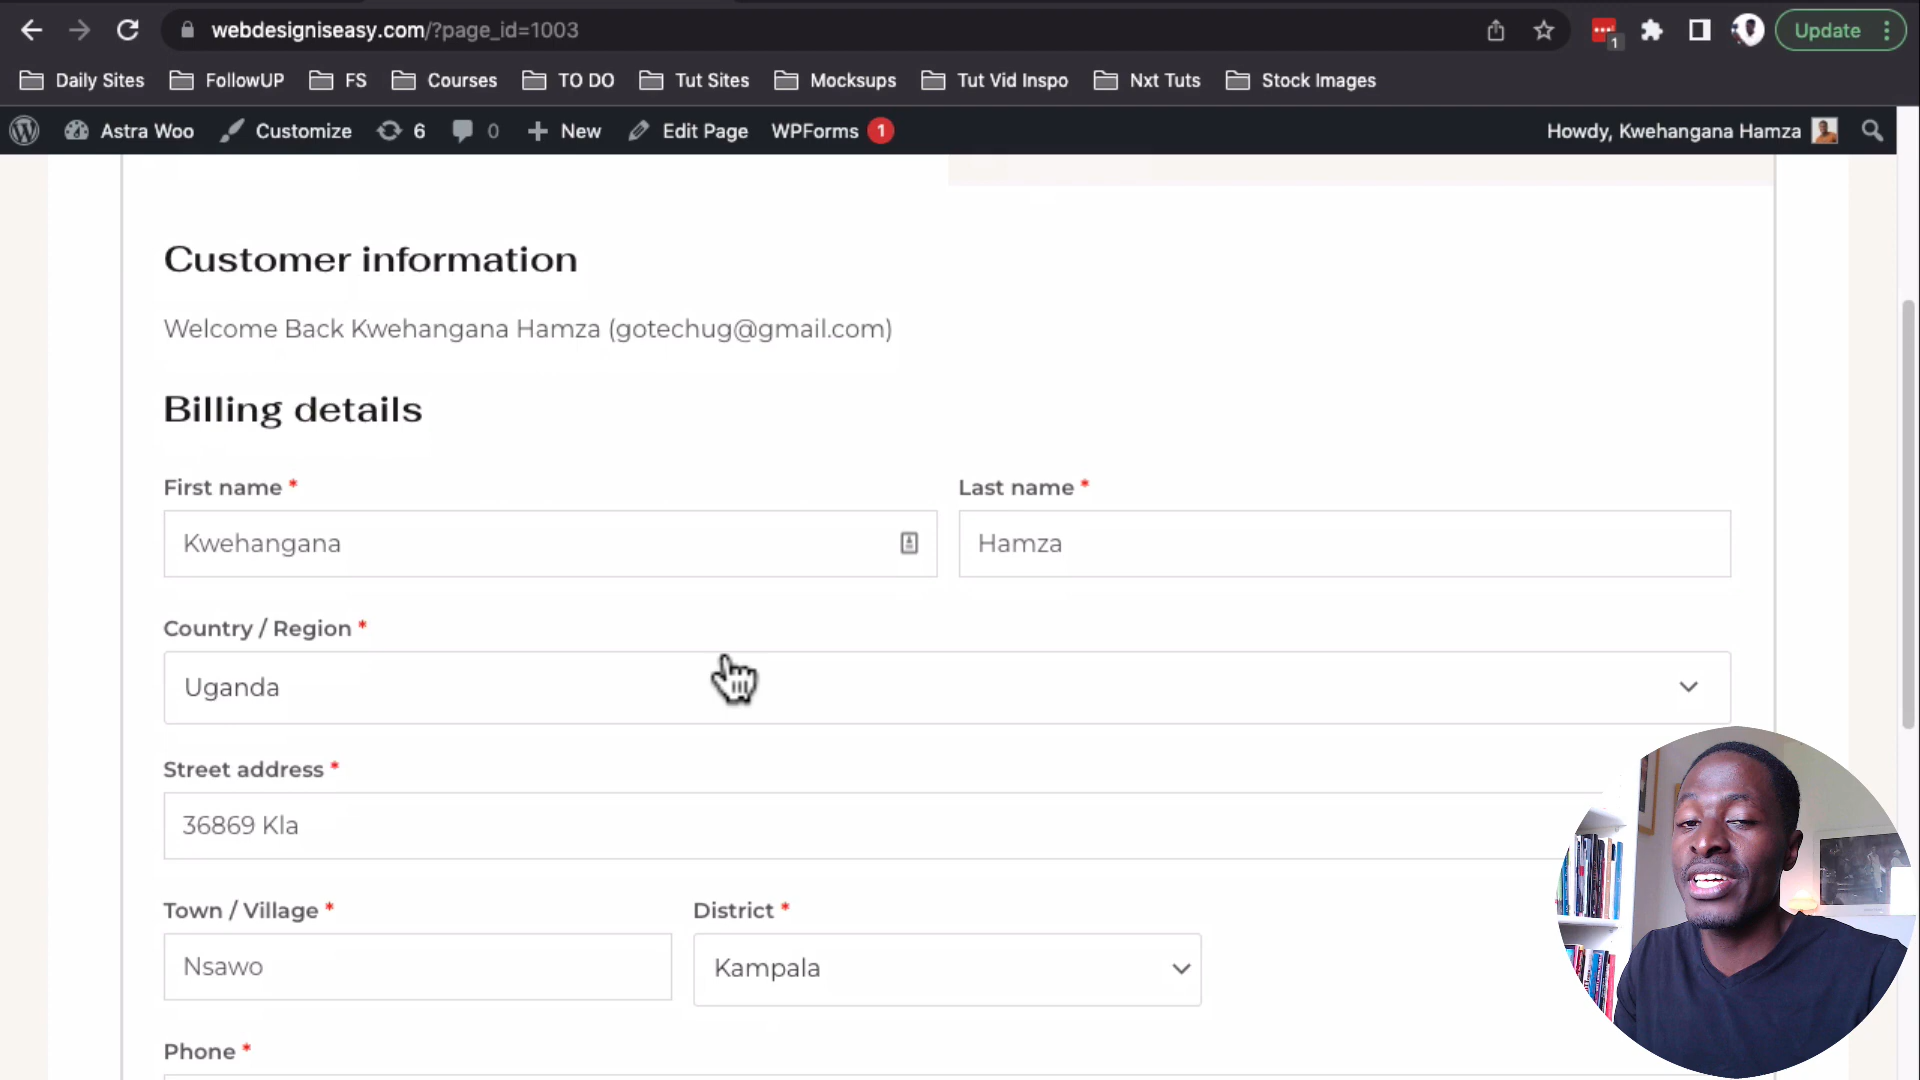 webdesigniseasy.com/?page_id=1003
1
Update
Daily Sites FollowUP FS Courses TO DO Tut Sites Mocksups Tut Vid Inspo Nxt Tuts Stock Images
Astra Woo Customize 6 0 New Edit Page WPForms 1 Howdy, Kwehangana Hamza
Customer information
Welcome Back Kwehangana Hamza (gotechug@gmail.com)
Billing details
First name * Last name *
Kwehangana Hamza
Country / Region *
Uganda
Street address *
36869 Kla
Town / Village * District *
Nsawo Kampala
Phone *